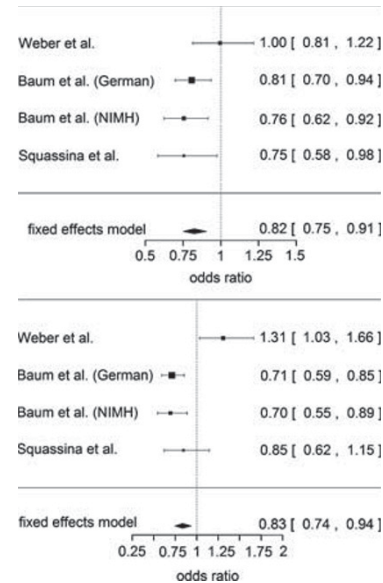 Weber et al. 1.00 [ 0.81 , 1.22 ]
Baum et al. (German) 0.81 [ 0.70 , 0.94 ]
Baum et al. (NIMH) 0.76 [ 0.62 , 0.92 ]
Squassina et al. 0.75 [ 0.58 , 0.98 ]
fixed effects model 0.82 [ 0.75 , 0.91 ]
0.5 0.75 1 1.25 1.5
odds ratio
Weber et al. 1.31 [ 1.03 , 1.66 ]
Baum et al. (German) 0.71 [ 0.59 , 0.85 ]
Baum et al. (NIMH) 0.70 [ 0.55 , 0.89 ]
Squassina et al. 0.85 [ 0.62 , 1.15 ]
fixed effects model 0.83 [ 0.74 , 0.94 ]
0.25 0.75 1 1.25 1.75 2
odds ratio